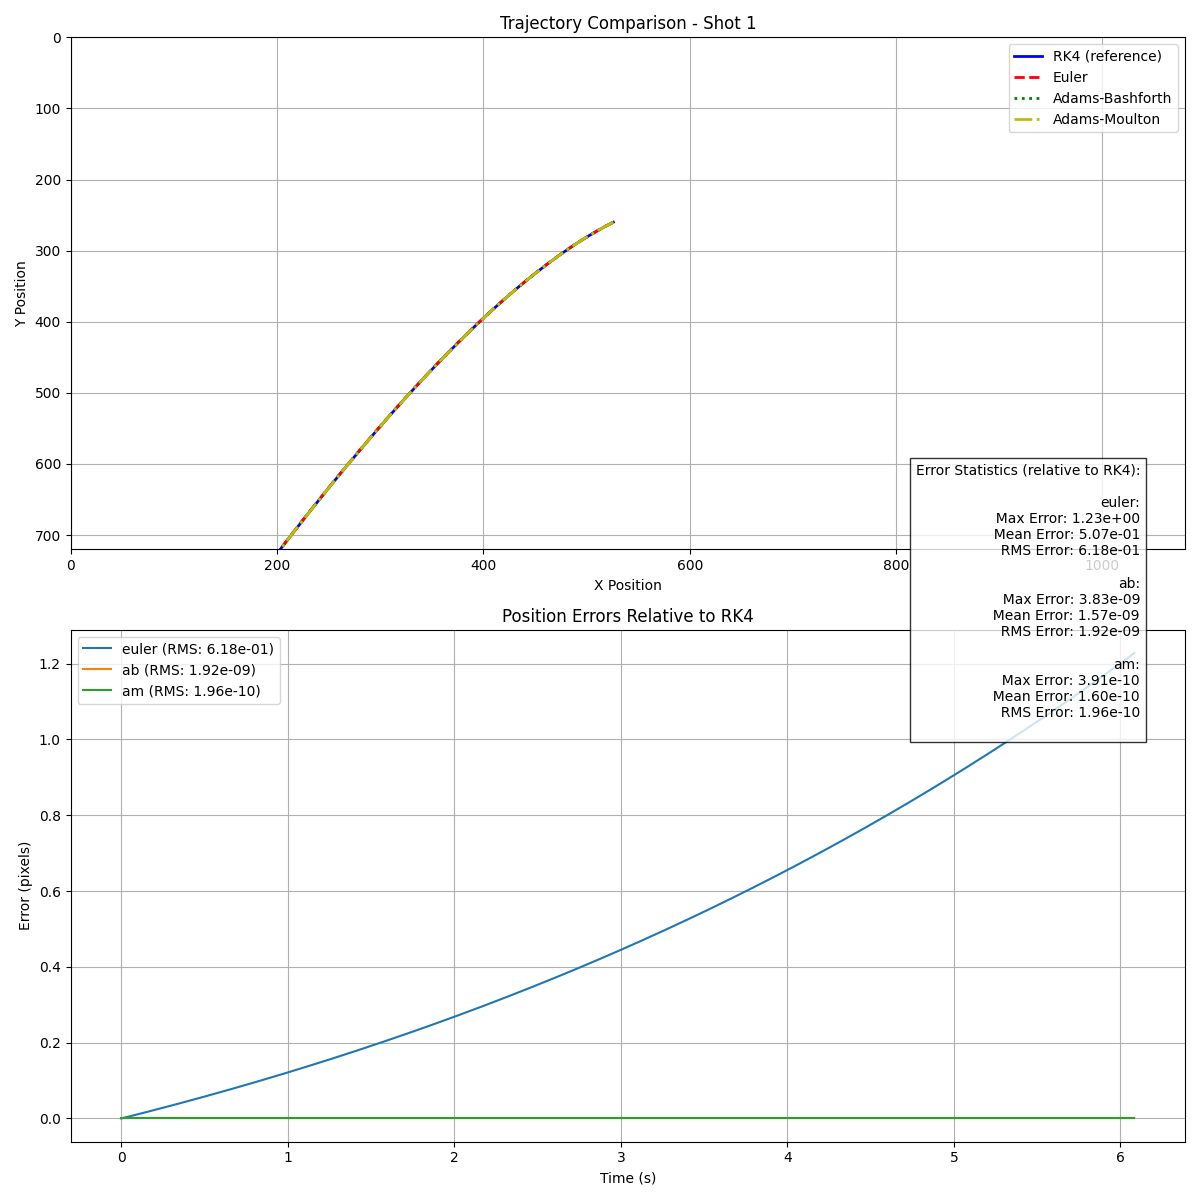 Trajectory Comparison - Shot 1
0
100
200
300
400
500
600
700
Y Position
RK4 (reference)
Euler
Adams-Bashforth
Adams-Moulton
0
200
400
600
800
1000
X Position
Error Statistics (relative to RK4):
euler:
Max Error: 1.23e+00
Mean Error: 5.07e-01
RMS Error: 6.18e-01
ab:
Max Error: 3.83e-09
Mean Error: 1.57e-09
RMS Error: 1.92e-09
am:
Max Error: 3.91e-10
Mean Error: 1.60e-10
RMS Error: 1.96e-10
Position Errors Relative to RK4
euler (RMS: 6.18e-01)
ab (RMS: 1.92e-09)
am (RMS: 1.96e-10)
1.2
1.0
0.8
0.6
0.4
0.2
0.0
Error (pixels)
0
1
2
3
4
5
6
Time (s)